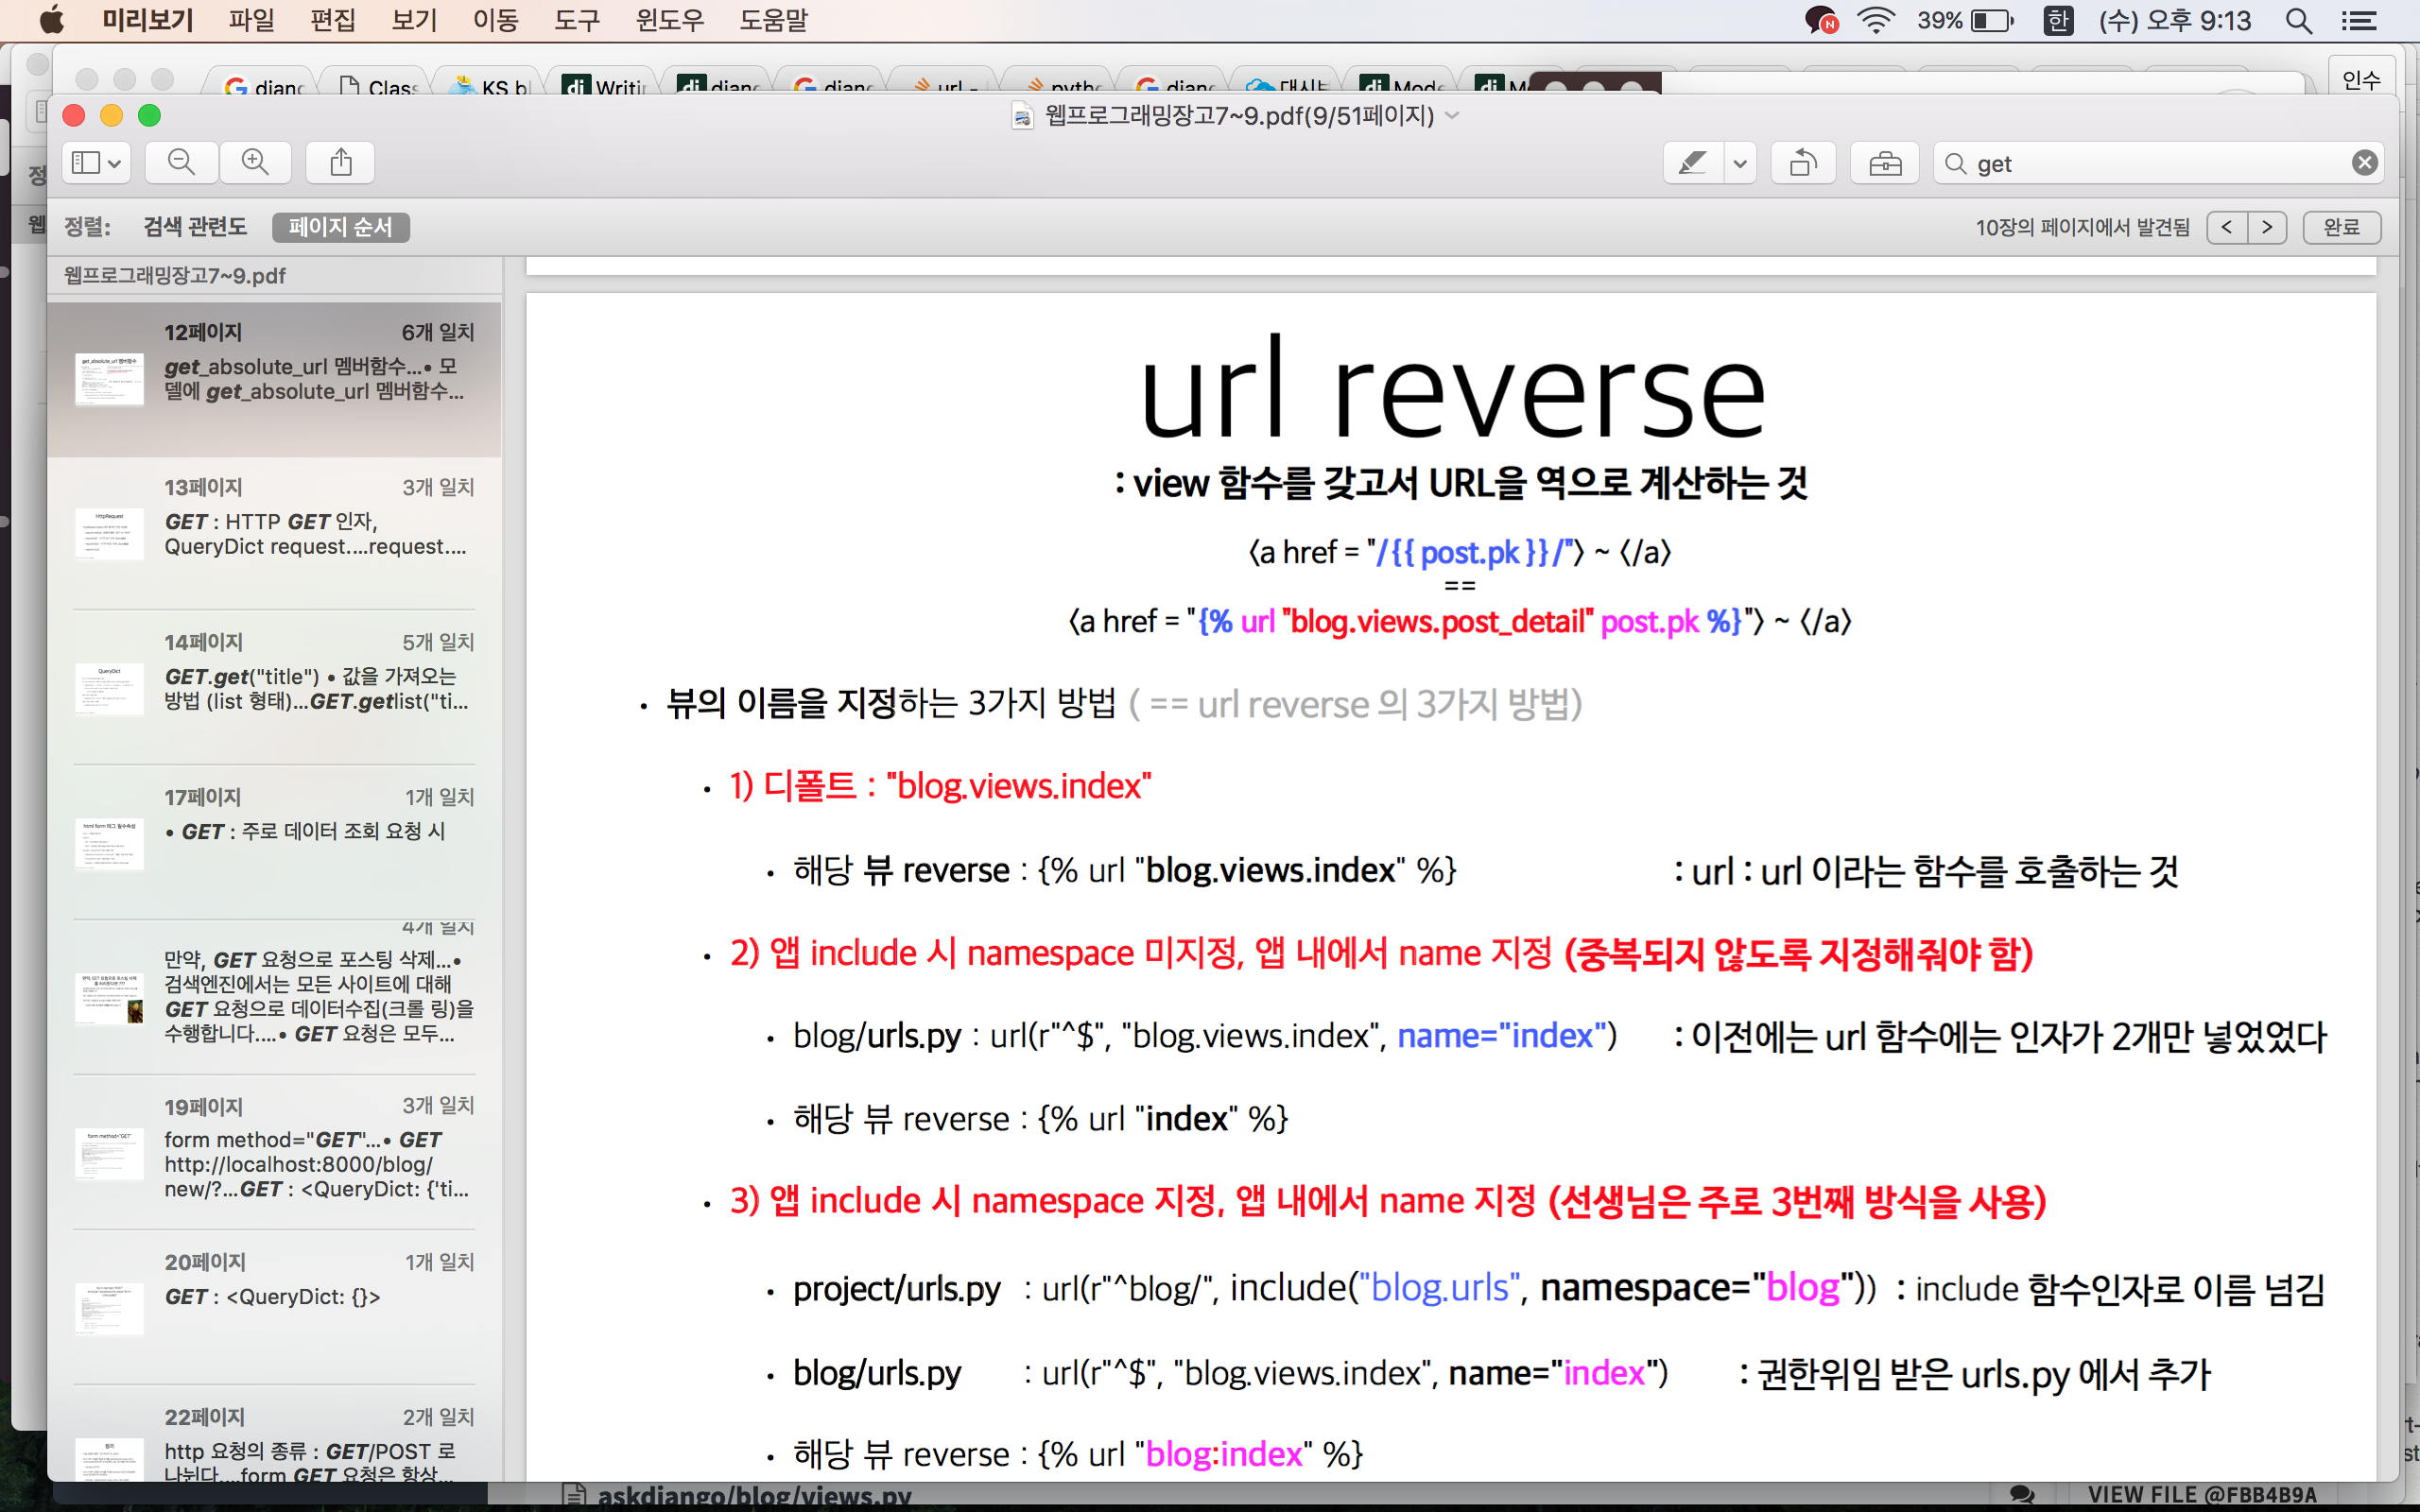 미리보기 파일 편집 보기 이동 도구 윈도우 도움말 39% 한 (수) 오후 9:13
KS b
url -
인수
웹프로그래밍장고7~9.pdf(9/51페이지)
get
정렬: 검색 관련도 페이지 순서 10장의 페이지에서 발견됨 < > 완료
웹프로그래밍장고7~9.pdf
12페이지 6개 일치
get_absolute_url 멤버함수...• 모
델에 get_absolute_url 멤버함수...
13페이지 3개 일치
GET : HTTP GET 인자,
QueryDict request....request....
14페이지 5개 일치
GET.get("title") • 값을 가져오는
방법 (list 형태)...GET.getlist("ti...
17페이지 1개 일치
• GET : 주로 데이터 조회 요청 시
4개 일치
만약, GET 요청으로 포스팅 삭제...•
검색엔진에서는 모든 사이트에 대해
GET 요청으로 데이터수집(크롤 링)을
수행합니다....• GET 요청은 모두...
19페이지 3개 일치
form method="GET"...• GET
http://localhost:8000/blog/
new/?...GET : <QueryDict: {'ti...
20페이지 1개 일치
GET : <QueryDict: {}>
22페이지 2개 일치
http 요청의 종류 : GET/POST 로
나뉜다....form GET 요청은 항상...
url reverse
: view 함수를 갖고서 URL을 역으로 계산하는 것
<a href = "/{{ post.pk }}/"> ~ </a>
==
<a href = "{% url "blog.views.post_detail" post.pk %}"> ~ </a>
• 뷰의 이름을 지정하는 3가지 방법 ( == url reverse 의 3가지 방법)
• 1) 디폴트 : "blog.views.index"
• 해당 뷰 reverse : {% url "blog.views.index" %} : url : url 이라는 함수를 호출하는 것
• 2) 앱 include 시 namespace 미지정, 앱 내에서 name 지정 (중복되지 않도록 지정해줘야 함)
• blog/urls.py : url(r"^$", "blog.views.index", name="index") : 이전에는 url 함수에는 인자가 2개만 넣었었다
• 해당 뷰 reverse : {% url "index" %}
• 3) 앱 include 시 namespace 지정, 앱 내에서 name 지정 (선생님은 주로 3번째 방식을 사용)
• project/urls.py : url(r"^blog/", include("blog.urls", namespace="blog")) : include 함수인자로 이름 넘김
• blog/urls.py : url(r"^$", "blog.views.index", name="index") : 권한위임 받은 urls.py 에서 추가
• 해당 뷰 reverse : {% url "blog:index" %}
askdjango/blog/views.py VIEW FILE @FBB4B9A